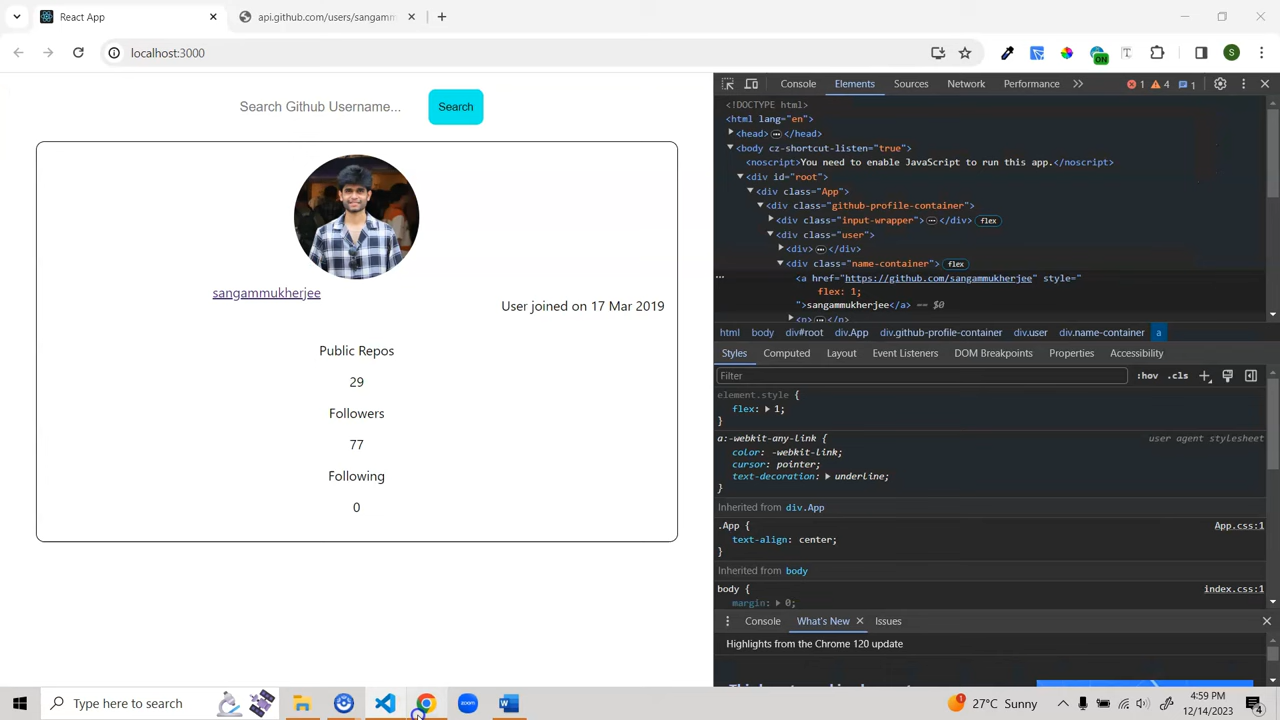 React App
api.github.com/users/sangamm
localhost:3000
ON
S
Search Github Username...
Search
sangammukherjee
User joined on 17 Mar 2019
Public Repos
29
Followers
77
Following
0
Console Elements Sources Network Performance 1 4 1
<!DOCTYPE html>
<html lang="en">
<head> … </head>
<body cz-shortcut-listen="true">
<noscript>You need to enable JavaScript to run this app.</noscript>
<div id="root">
<div class="App">
<div class="github-profile-container">
<div class="input-wrapper"> … </div> flex
<div class="user">
<div> … </div>
<div class="name-container"> flex
<a href="https://github.com/sangammukherjee" style="
flex: 1;
">sangammukherjee</a> == $0
<p> … </p>
html body div#root div.App div.github-profile-container div.user div.name-container a
Styles Computed Layout Event Listeners DOM Breakpoints Properties Accessibility
Filter :hov .cls
element.style {
flex: 1;
}
a:-webkit-any-link { user agent stylesheet
color: -webkit-link;
cursor: pointer;
text-decoration: underline;
}
Inherited from div.App
.App { App.css:1
text-align: center;
}
Inherited from body
body { index.css:1
margin: 0;
Console What's New Issues
Highlights from the Chrome 120 update
Type here to search
zoom
1 27°C Sunny
4:59 PM
12/14/2023
4